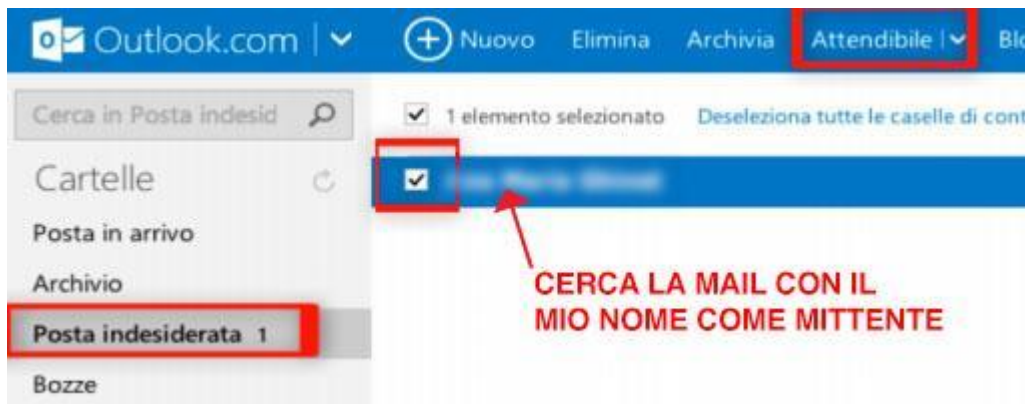 Outlook.com
Nuovo Elimina Archivia Attendibile
Cerca in Posta indesid
1 elemento selezionato Deseleziona tutte le caselle di cont
Cartelle
Posta in arrivo
Archivio
Posta indesiderata 1
Bozze
CERCA LA MAIL CON IL
MIO NOME COME MITTENTE